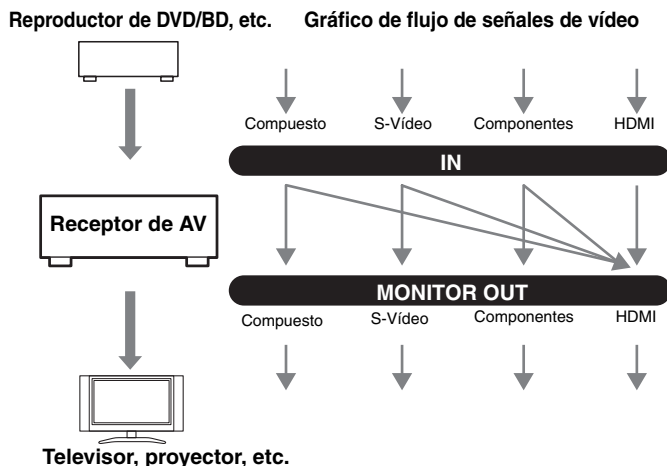 Reproductor de DVD/BD, etc.
Gráfico de flujo de señales de vídeo
Compuesto
S-Vídeo
Componentes
HDMI
IN
Receptor de AV
MONITOR OUT
Compuesto
S-Vídeo
Componentes
HDMI
Televisor, proyector, etc.